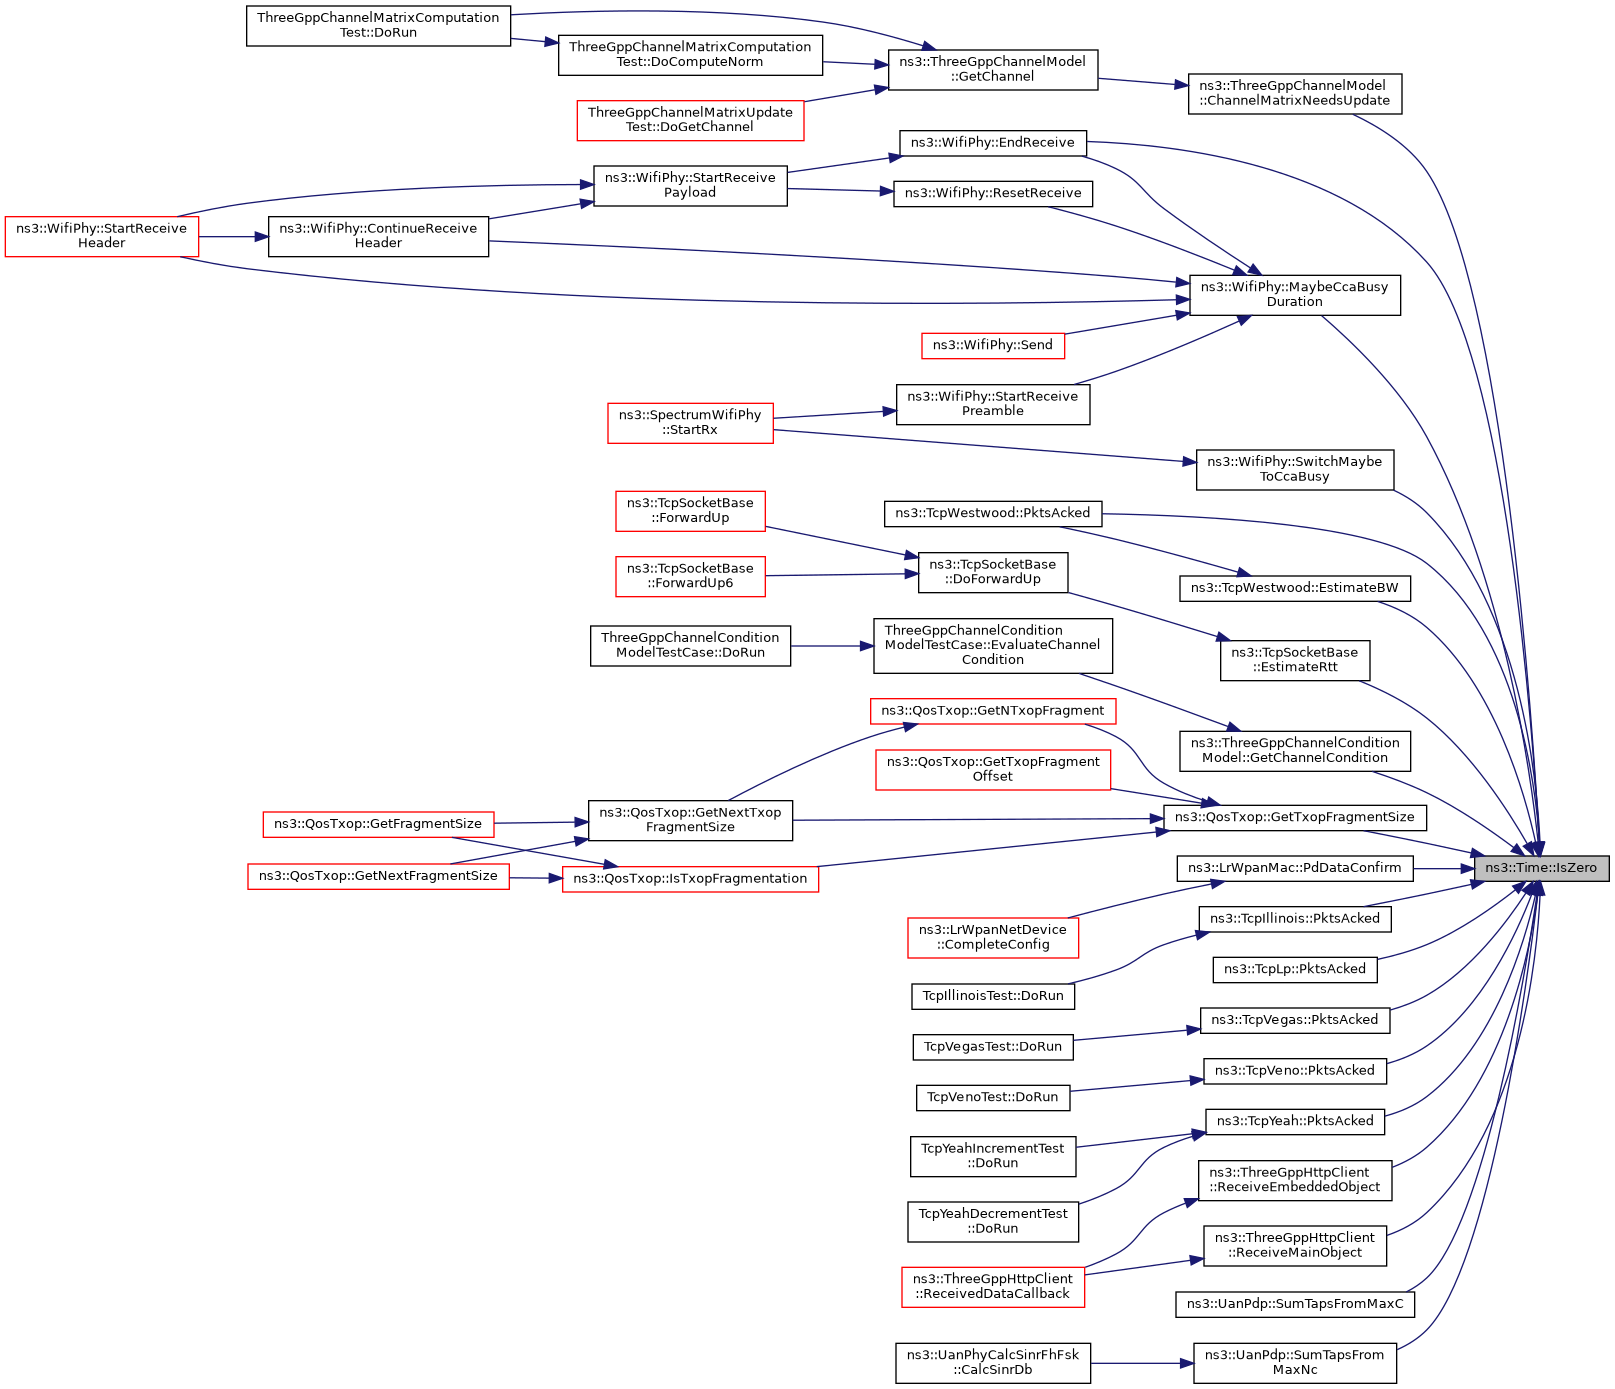 ThreeGppChannelMatrixComputation
Test::DoRun
ThreeGppChannelMatrixComputation
Test::DoComputeNorm
ns3::ThreeGppChannelModel
::GetChannel
ns3::ThreeGppChannelModel
::ChannelMatrixNeedsUpdate
ThreeGppChannelMatrixUpdate
Test::DoGetChannel
ns3::WifiPhy::EndReceive
ns3::WifiPhy::StartReceive
Payload
ns3::WifiPhy::ResetReceive
ns3::WifiPhy::StartReceive
Header
ns3::WifiPhy::ContinueReceive
Header
ns3::WifiPhy::MaybeCcaBusy
Duration
ns3::WifiPhy::Send
ns3::WifiPhy::StartReceive
Preamble
ns3::SpectrumWifiPhy
::StartRx
ns3::WifiPhy::SwitchMaybe
ToCcaBusy
ns3::TcpSocketBase
::ForwardUp
ns3::TcpWestwood::PktsAcked
ns3::TcpSocketBase
::ForwardUp6
ns3::TcpSocketBase
::DoForwardUp
ns3::TcpWestwood::EstimateBW
ThreeGppChannelCondition
ModelTestCase::DoRun
ThreeGppChannelCondition
ModelTestCase::EvaluateChannel
Condition
ns3::TcpSocketBase
::EstimateRtt
ns3::QosTxop::GetNTxopFragment
ns3::ThreeGppChannelCondition
Model::GetChannelCondition
ns3::QosTxop::GetTxopFragment
Offset
ns3::QosTxop::GetFragmentSize
ns3::QosTxop::GetNextTxop
FragmentSize
ns3::QosTxop::GetTxopFragmentSize
ns3::QosTxop::GetNextFragmentSize
ns3::QosTxop::IsTxopFragmentation
ns3::LrWpanMac::PdDataConfirm
ns3::Time::IsZero
ns3::LrWpanNetDevice
::CompleteConfig
ns3::TcpIllinois::PktsAcked
ns3::TcpLp::PktsAcked
TcpIllinoisTest::DoRun
ns3::TcpVegas::PktsAcked
TcpVegasTest::DoRun
ns3::TcpVeno::PktsAcked
TcpVenoTest::DoRun
ns3::TcpYeah::PktsAcked
TcpYeahIncrementTest
::DoRun
ns3::ThreeGppHttpClient
::ReceiveEmbeddedObject
TcpYeahDecrementTest
::DoRun
ns3::ThreeGppHttpClient
::ReceiveMainObject
ns3::ThreeGppHttpClient
::ReceivedDataCallback
ns3::UanPdp::SumTapsFromMaxC
ns3::UanPhyCalcSinrFhFsk
::CalcSinrDb
ns3::UanPdp::SumTapsFrom
MaxNc